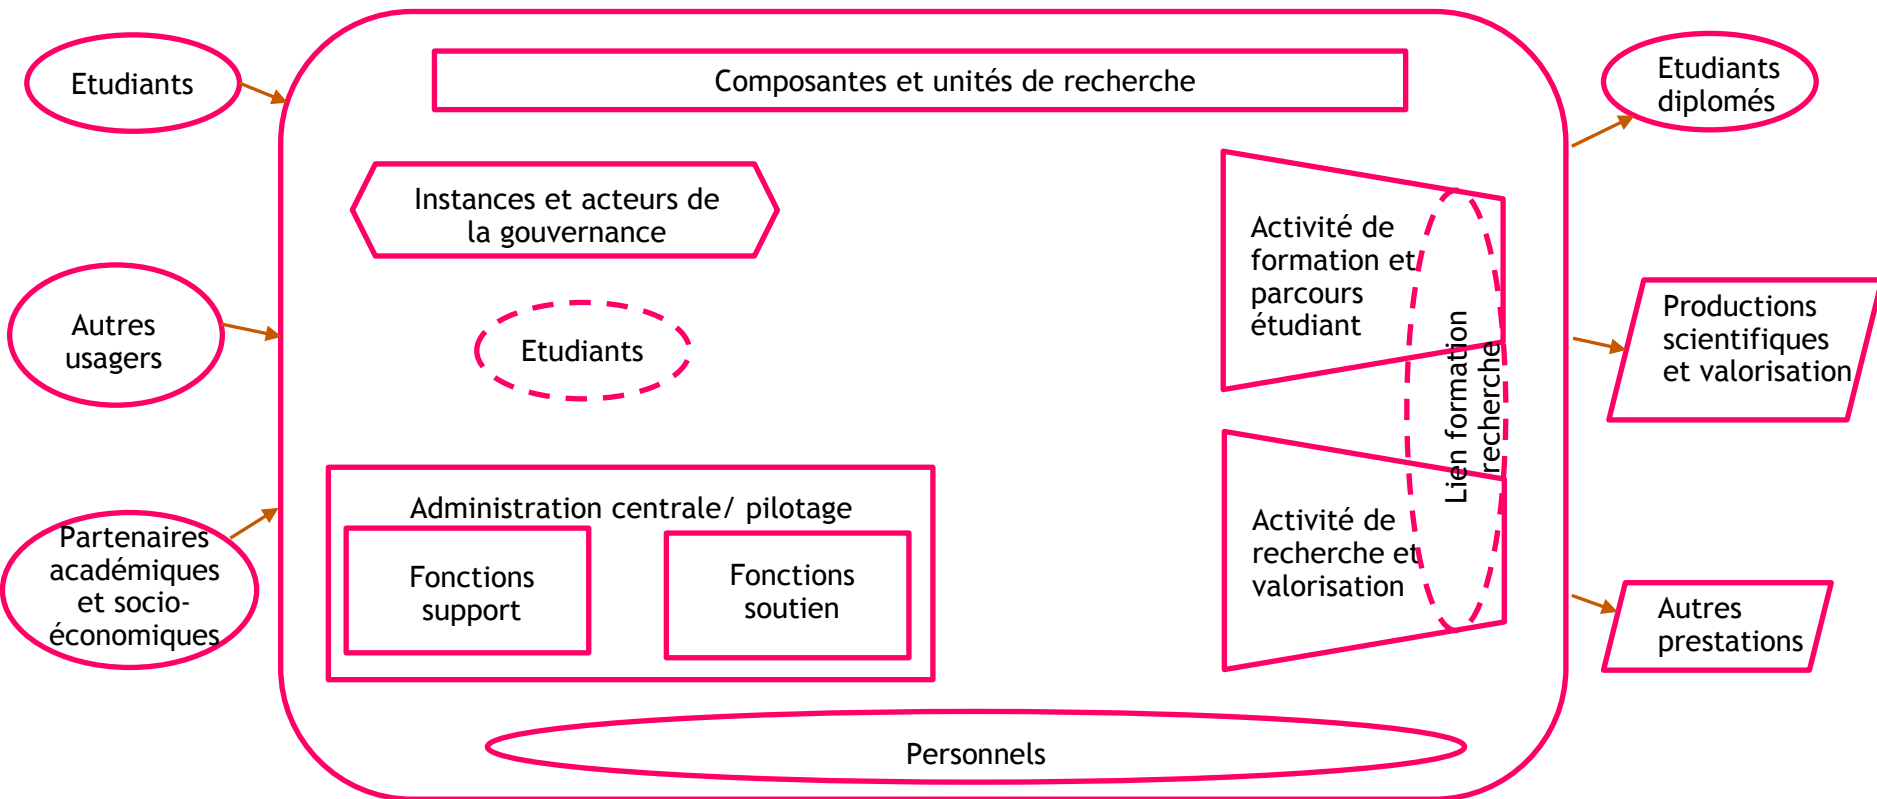 Etudiants
Autres
usagers
Partenaires
académiques
et socio-
économiques
Composantes et unités de recherche
Instances et acteurs de
la gouvernance
Etudiants
Administration centrale/ pilotage
Fonctions
support
Fonctions
soutien
Activité de
formation et
parcours
étudiant
Lien formation
recherche
Activité de
recherche et
valorisation
Personnels
Etudiants
diplomés
Productions
scientifiques
et valorisation
Autres
prestations